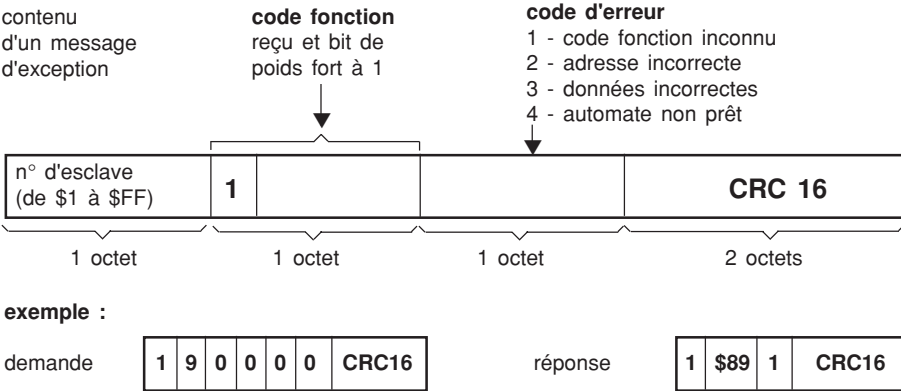 contenu
d'un message
d'exception
code fonction
reçu et bit de
poids fort à 1
code d'erreur
1 - code fonction inconnu
2 - adresse incorrecte
3 - données incorrectes
4 - automate non prêt
n° d'esclave
(de $1 à $FF)
1
CRC 16
1 octet
1 octet
1 octet
2 octets
exemple :
demande
1 9 0 0 0 0 CRC16
réponse
1 $89 1 CRC16